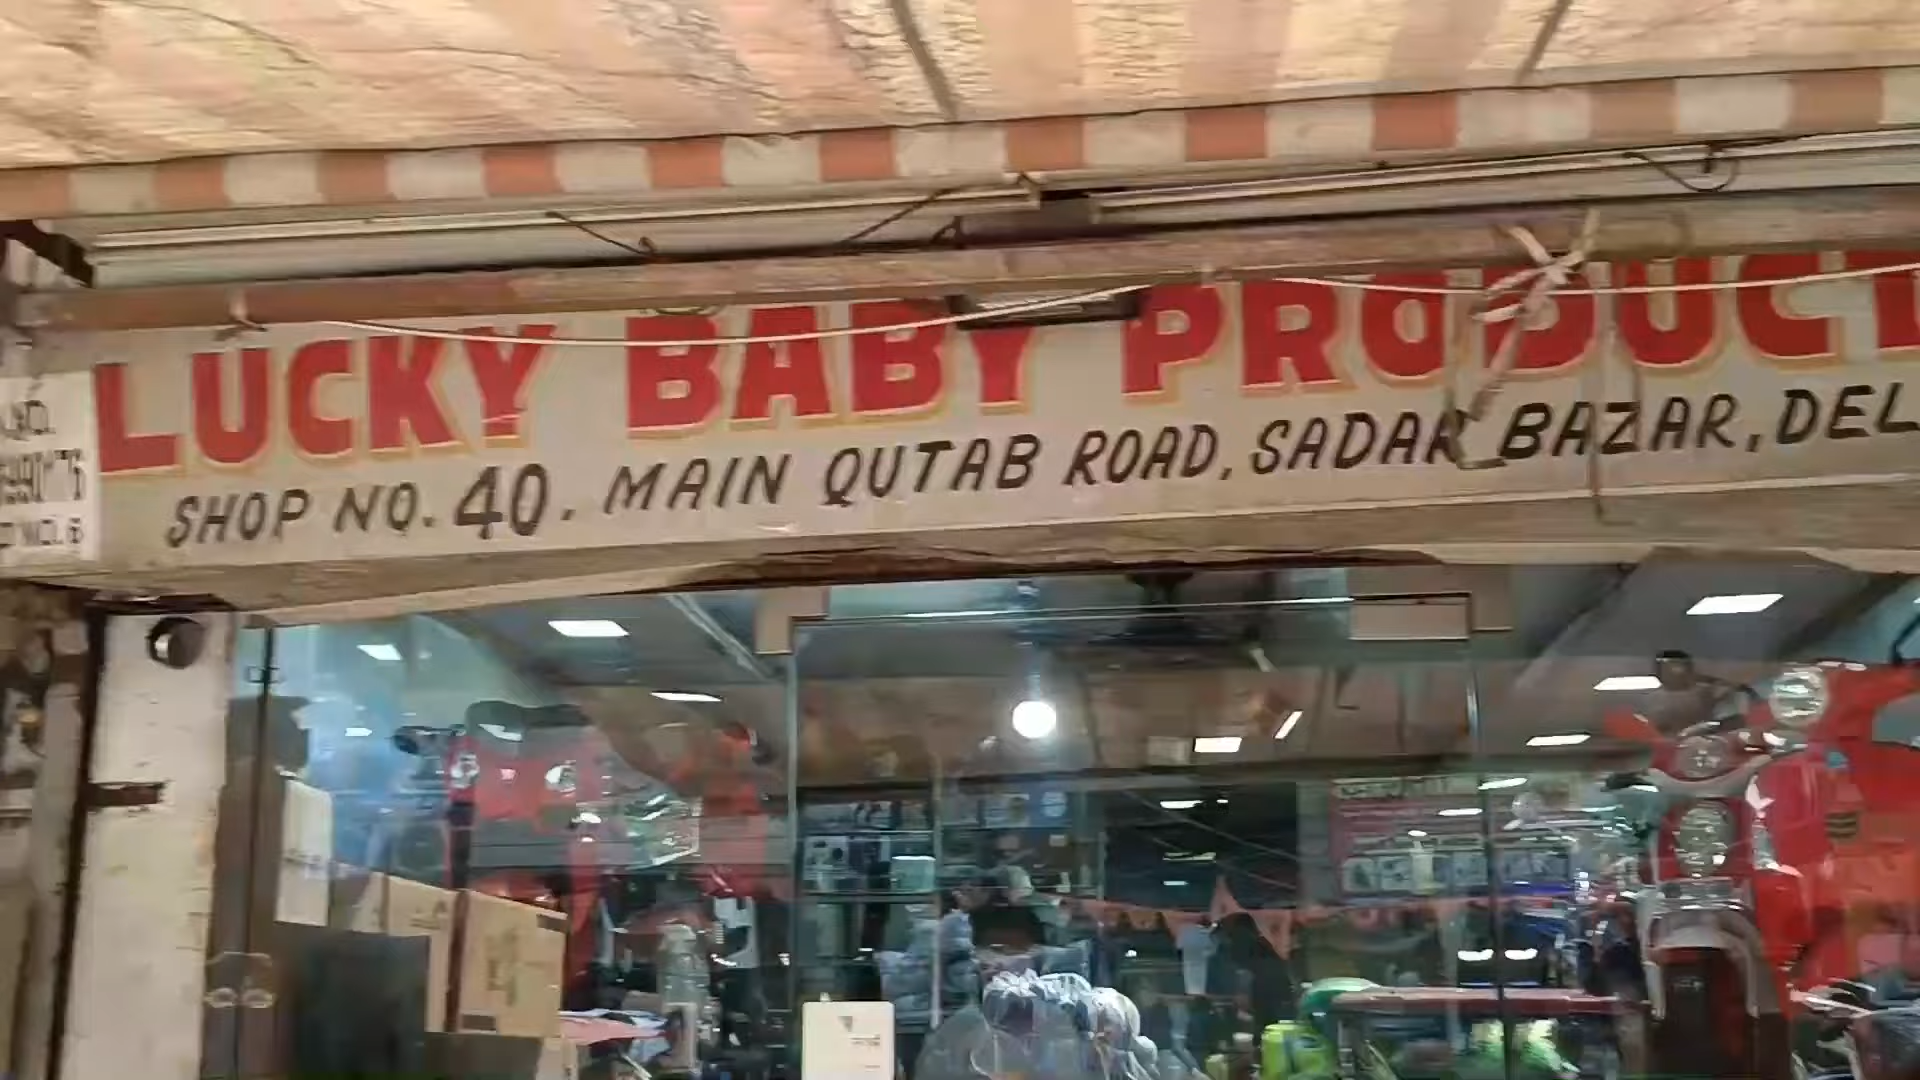 LUCKY BABY PRODUCT
SHOP NO. 40. MAIN QUTAB ROAD, SADAR BAZAR, DEL